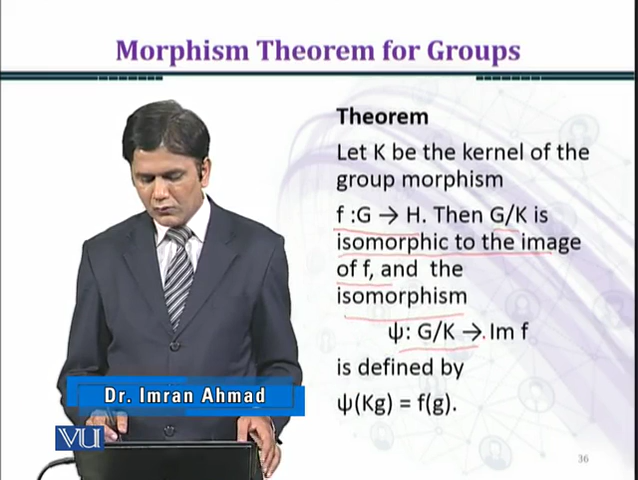 Morphism Theorem for Groups
Theorem
Let K be the kernel of the
group morphism
f :G → H. Then G/K is
isomorphic to the image
of f, and the
isomorphism
ψ: G/K → Im f
is defined by
ψ(Kg) = f(g).
Dr. Imran Ahmad
VU
36